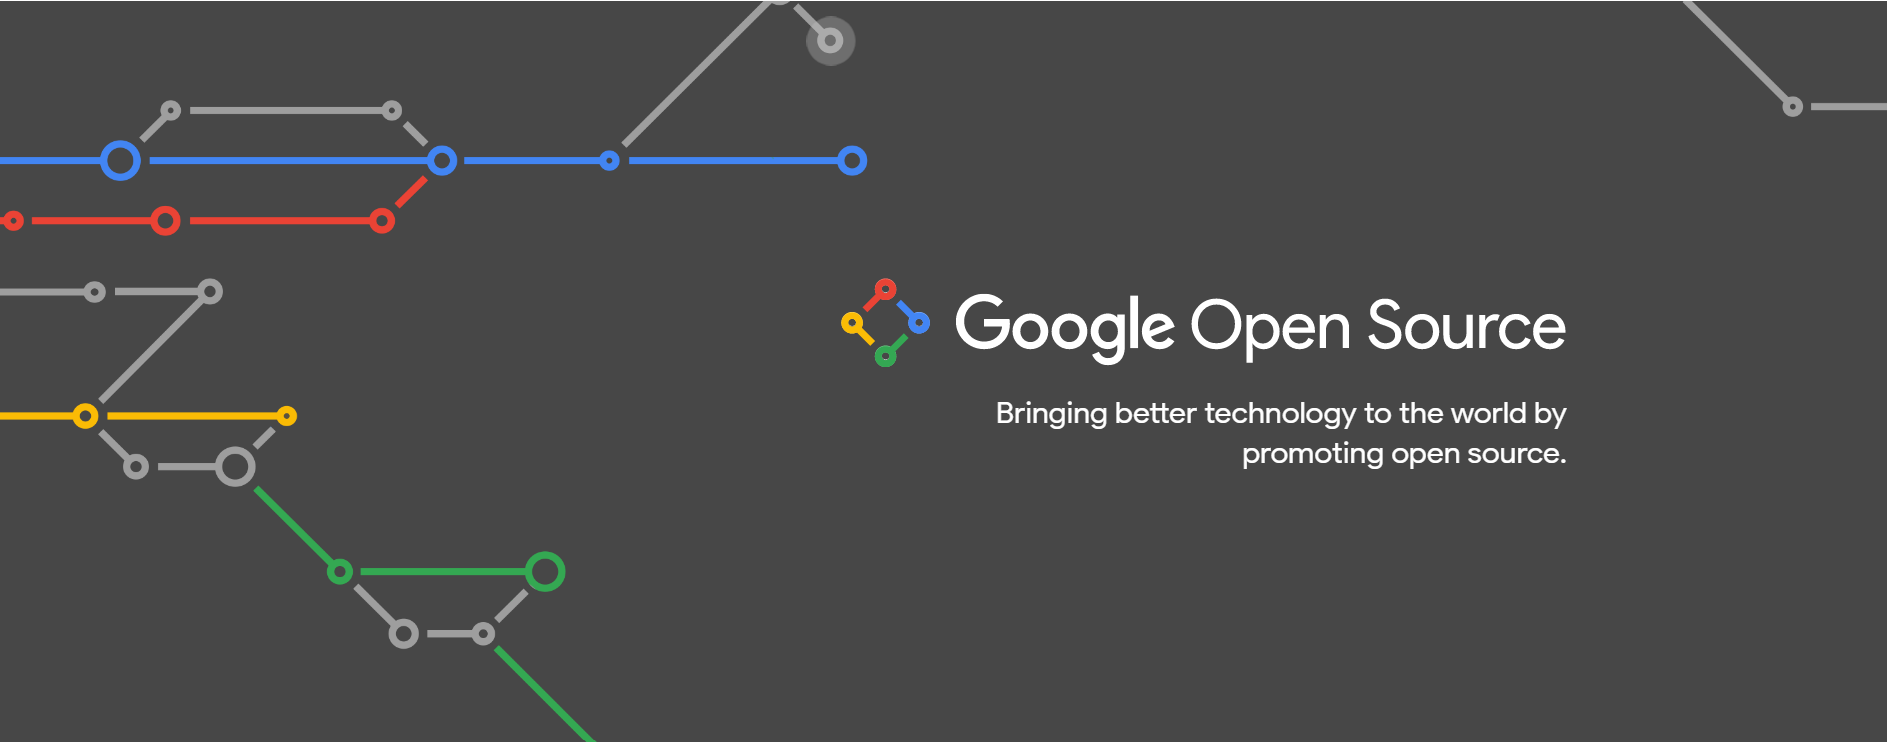 Google Open Source
Bringing better technology to the world by
promoting open source.